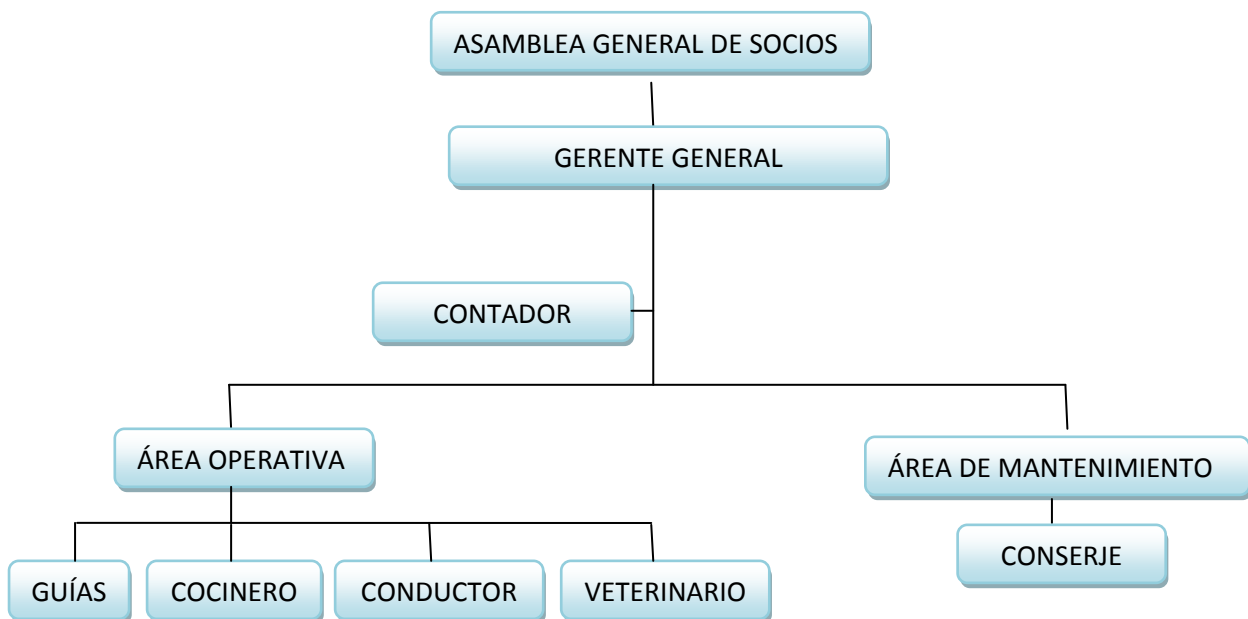 ASAMBLEA GENERAL DE SOCIOS
GERENTE GENERAL
CONTADOR
ÁREA OPERATIVA
ÁREA DE MANTENIMIENTO
CONSERJE
GUÍAS
COCINERO
CONDUCTOR
VETERINARIO